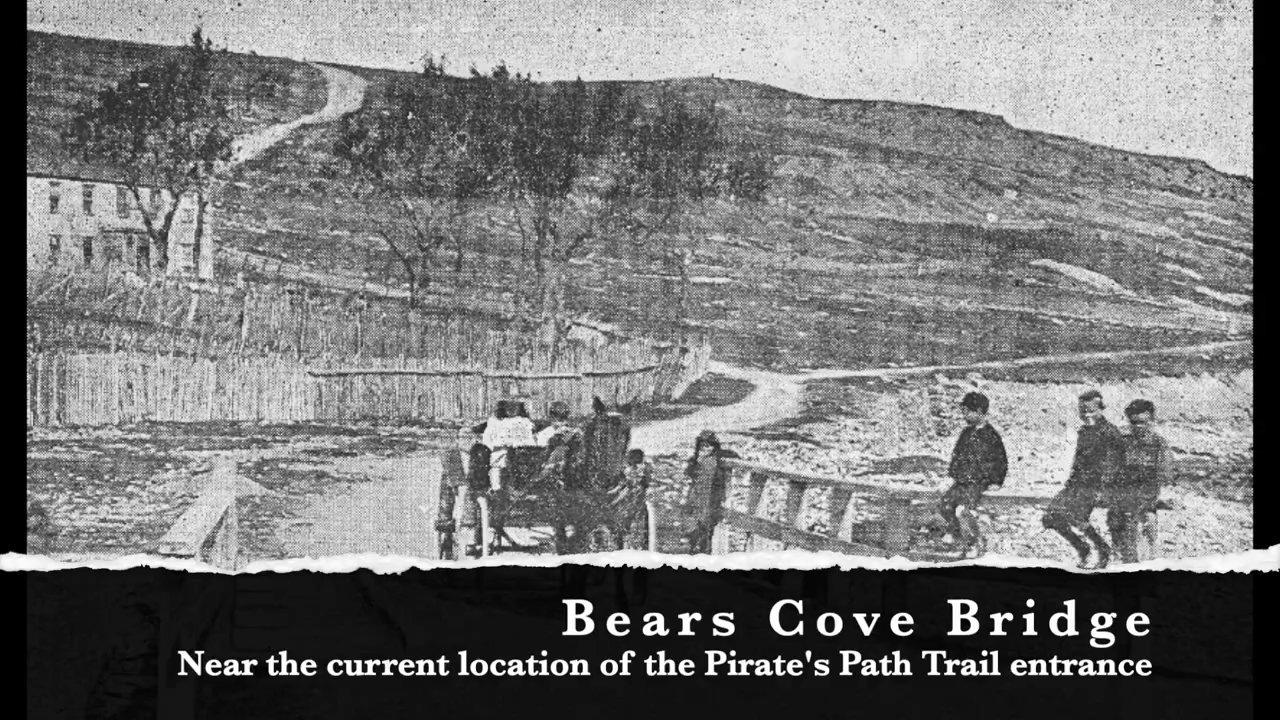 Bears Cove Bridge
Near the current location of the Pirate's Path Trail entrance